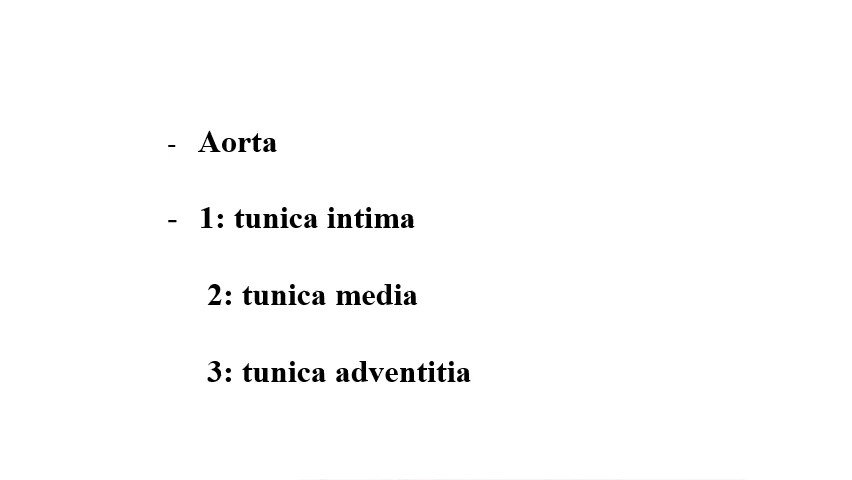 - Aorta
- 1: tunica intima
2: tunica media
3: tunica adventitia